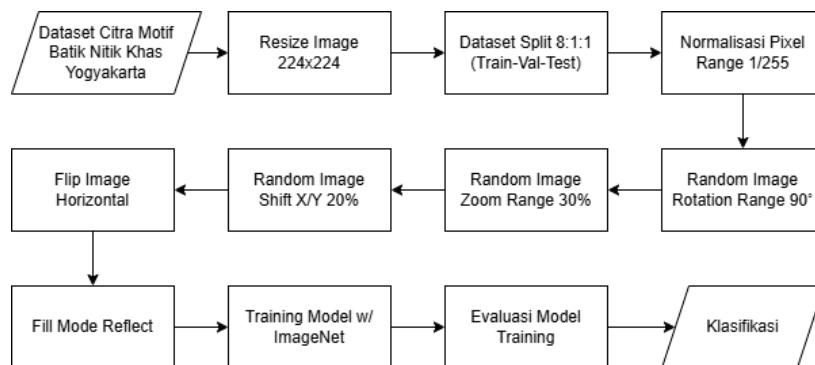 Dataset Citra Motif
Batik Nitik Khas
Yogyakarta
Resize Image
224x224
Dataset Split 8:1:1
(Train-Val-Test)
Normalisasi Pixel
Range 1/255
Random Image
Rotation Range 90°
Random Image
Zoom Range 30%
Random Image
Shift X/Y 20%
Flip Image
Horizontal
Fill Mode Reflect
Training Model w/
ImageNet
Evaluasi Model
Training
Klasifikasi